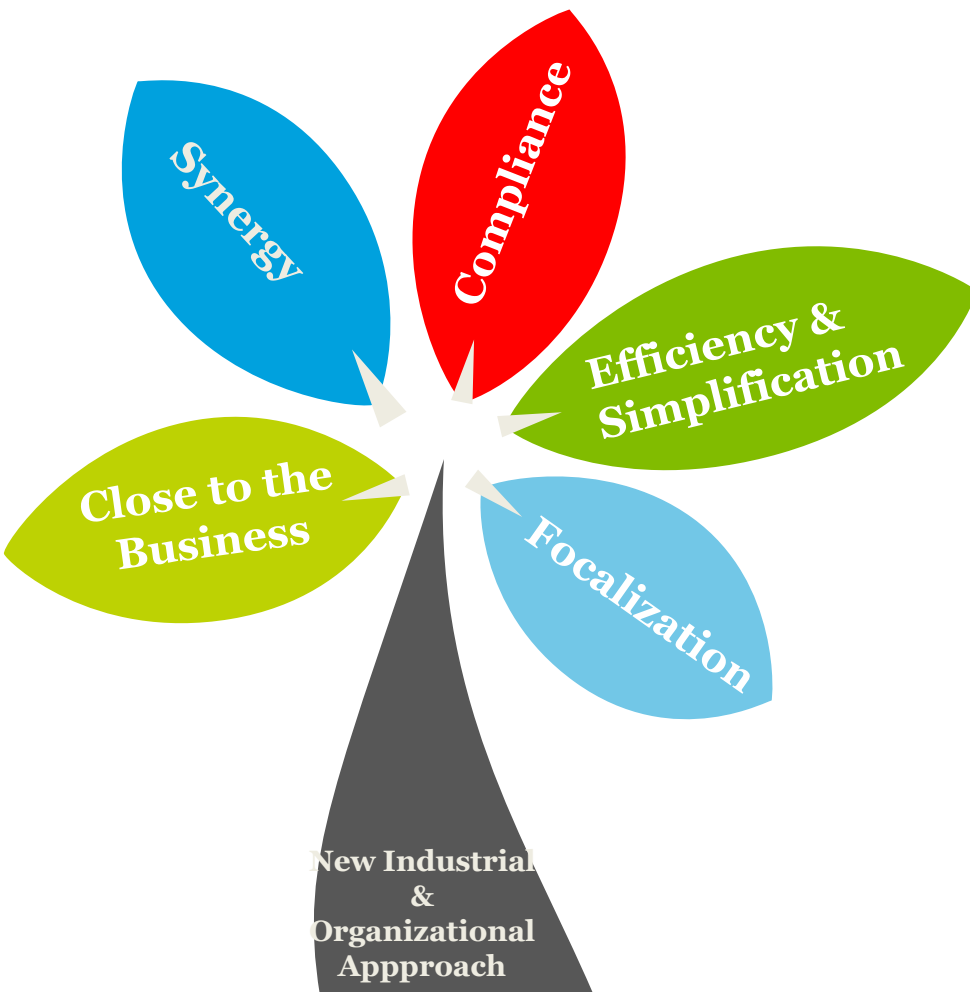 Synergy
Compliance
Efficiency &
Simplification
Close to the
Business
Focalization
New Industrial
&
Organizational
Appproach